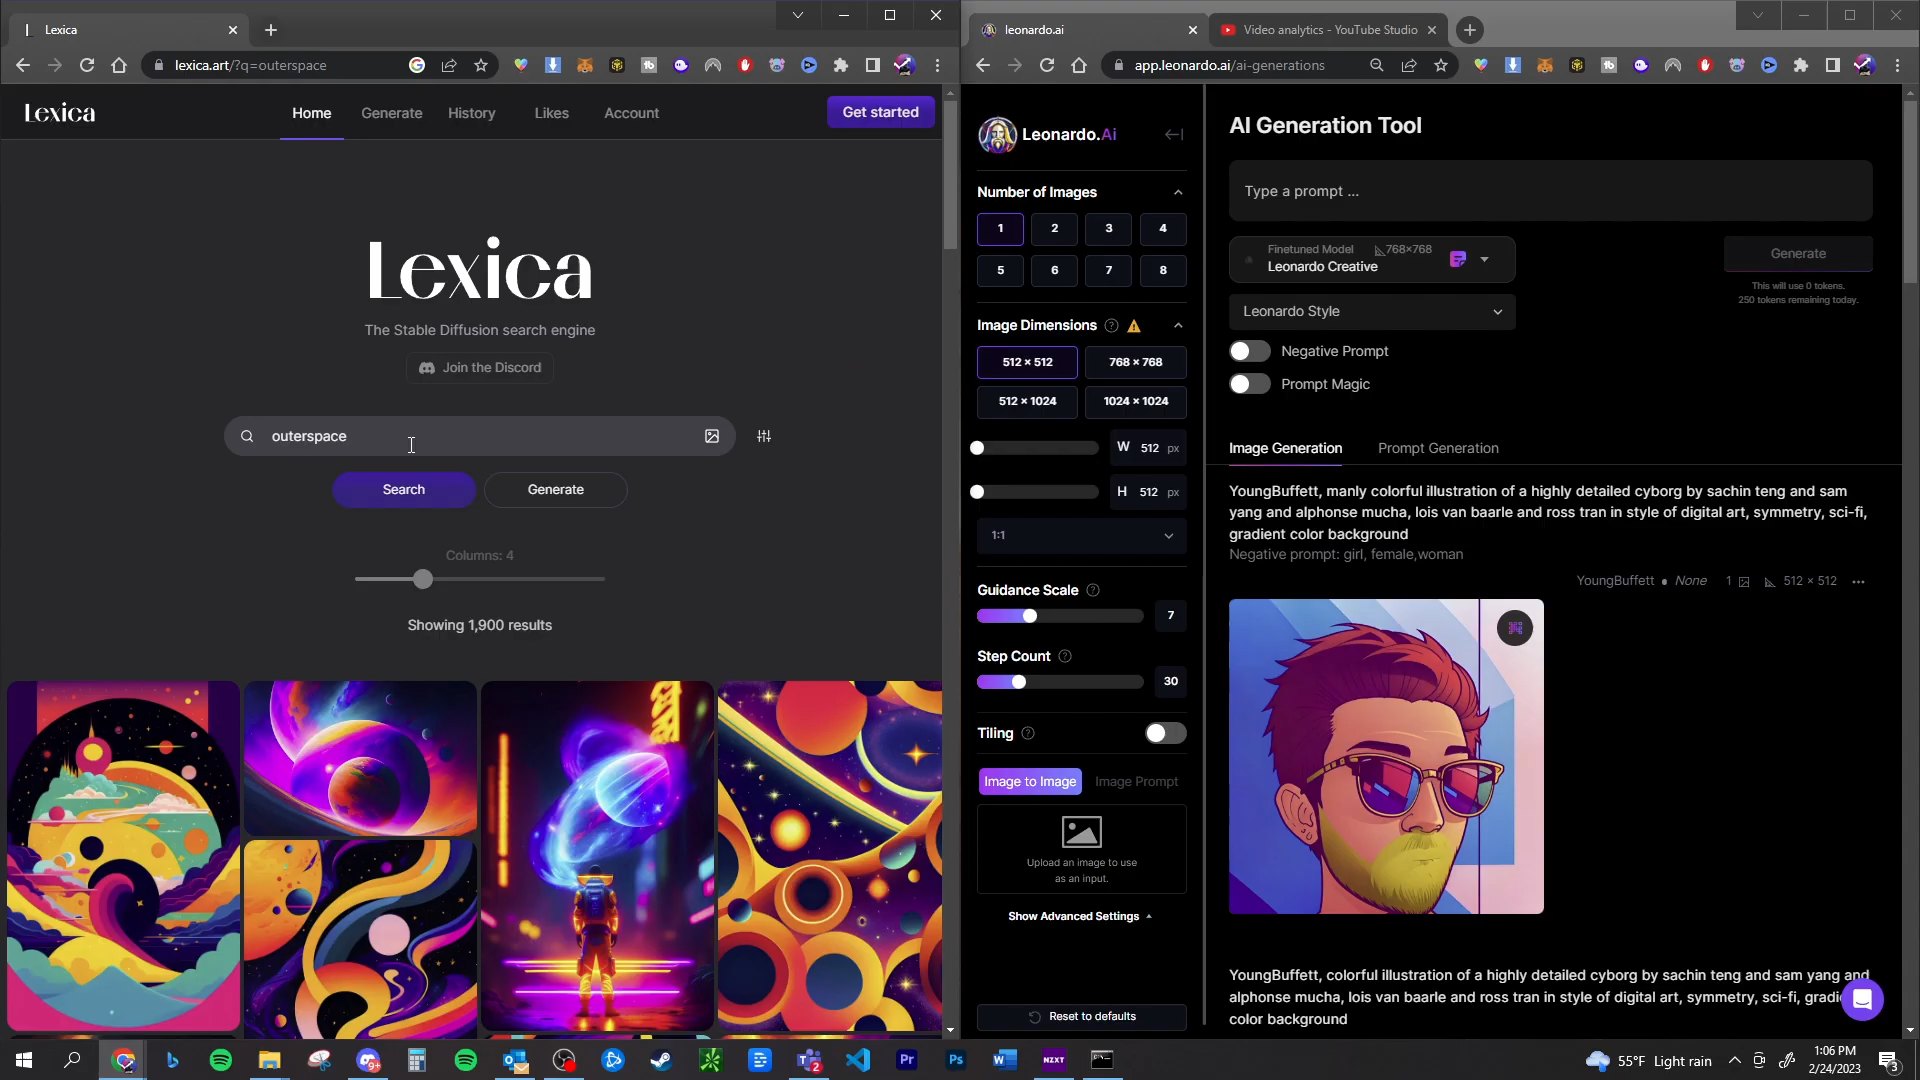 Lexica
lexica.art/?q=outerspace
Lexica
Home
Generate
History
Likes
Account
Get started
Lexica
The Stable Diffusion search engine
Join the Discord
outerspace
Search
Generate
Columns: 4
Showing 1,900 results
leonardo.ai
Video analytics - YouTube Studio
app.leonardo.ai/ai-generations
Leonardo.Ai
Number of Images
1
2
3
4
5
6
7
8
Image Dimensions
512 × 512
768 × 768
512 × 1024
1024 × 1024
W 512 px
H 512 px
1:1
Guidance Scale
7
Step Count
30
Tiling
Image to Image
Image Prompt
Upload an image to use
as an input.
Show Advanced Settings
Reset to defaults
AI Generation Tool
Type a prompt ...
Finetuned Model
768×768
Leonardo Creative
Generate
This will use 0 tokens.
250 tokens remaining today.
Leonardo Style
Negative Prompt
Prompt Magic
Image Generation
Prompt Generation
YoungBuffett, manly colorful illustration of a highly detailed cyborg by sachin teng and sam
yang and alphonse mucha, lois van baarle and ross tran in style of digital art, symmetry, sci-fi,
gradient color background
Negative prompt: girl, female,woman
YoungBuffett
None
1
512 × 512
YoungBuffett, colorful illustration of a highly detailed cyborg by sachin teng and sam yang and
alphonse mucha, lois van baarle and ross tran in style of digital art, symmetry, sci-fi, gradi
color background
9+
2
Pr
Ps
W
NZXT
55°F Light rain
1:06 PM
2/24/2023
3